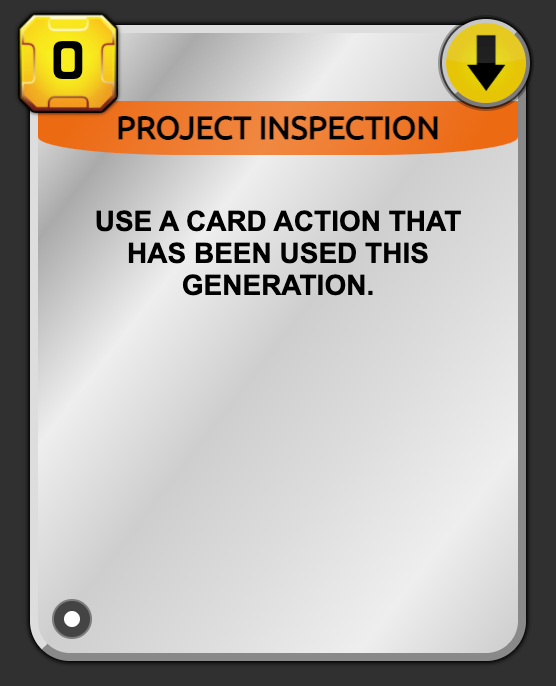 0
PROJECT INSPECTION
USE A CARD ACTION THAT
HAS BEEN USED THIS
GENERATION.